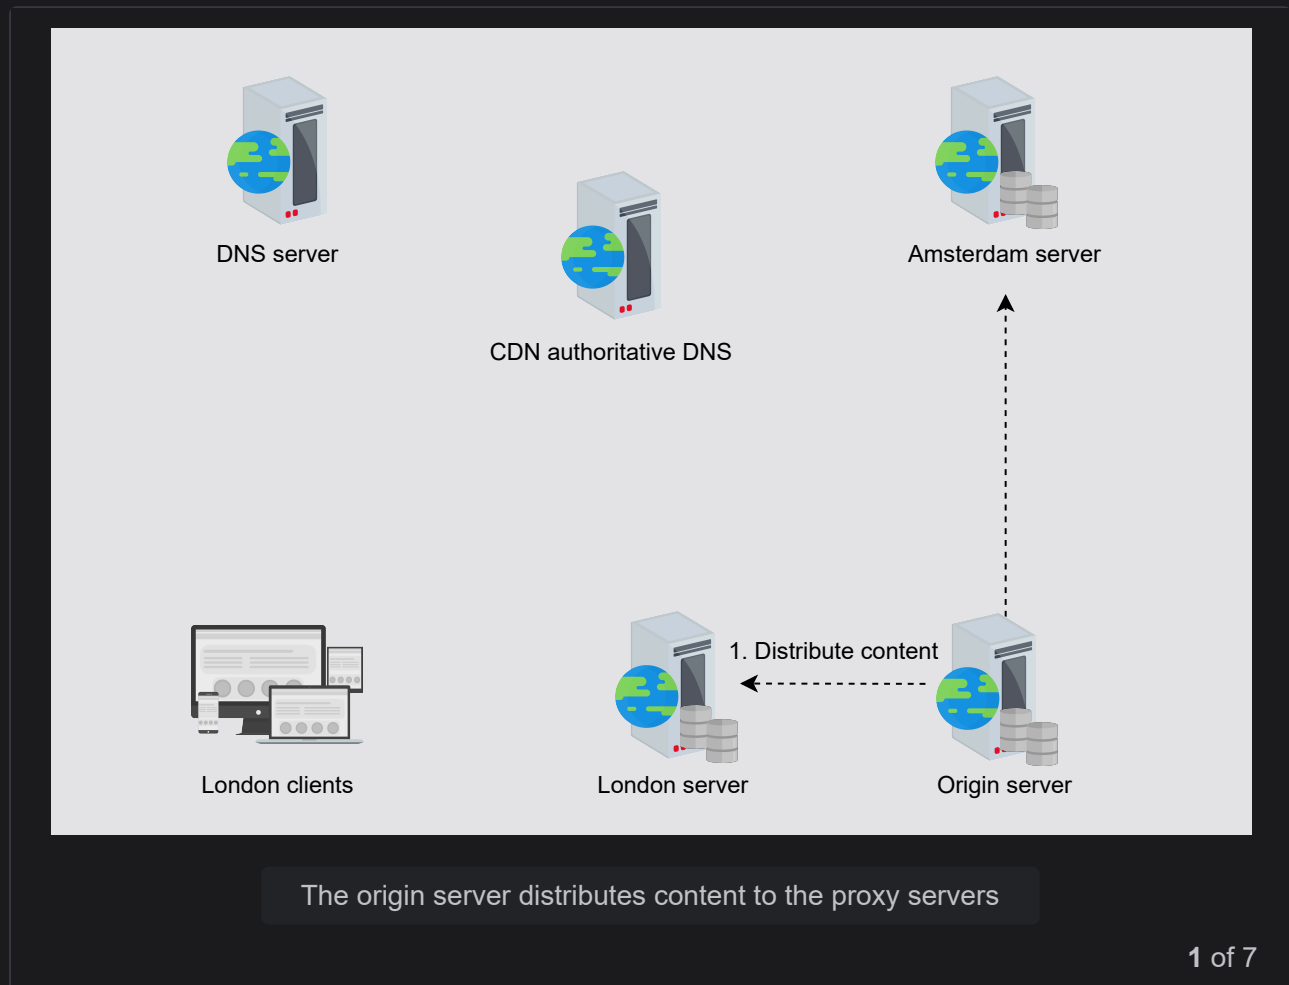 DNS server
Amsterdam server
CDN authoritative DNS
1. Distribute content
London clients
London server
Origin server
The origin server distributes content to the proxy servers
1 of 7